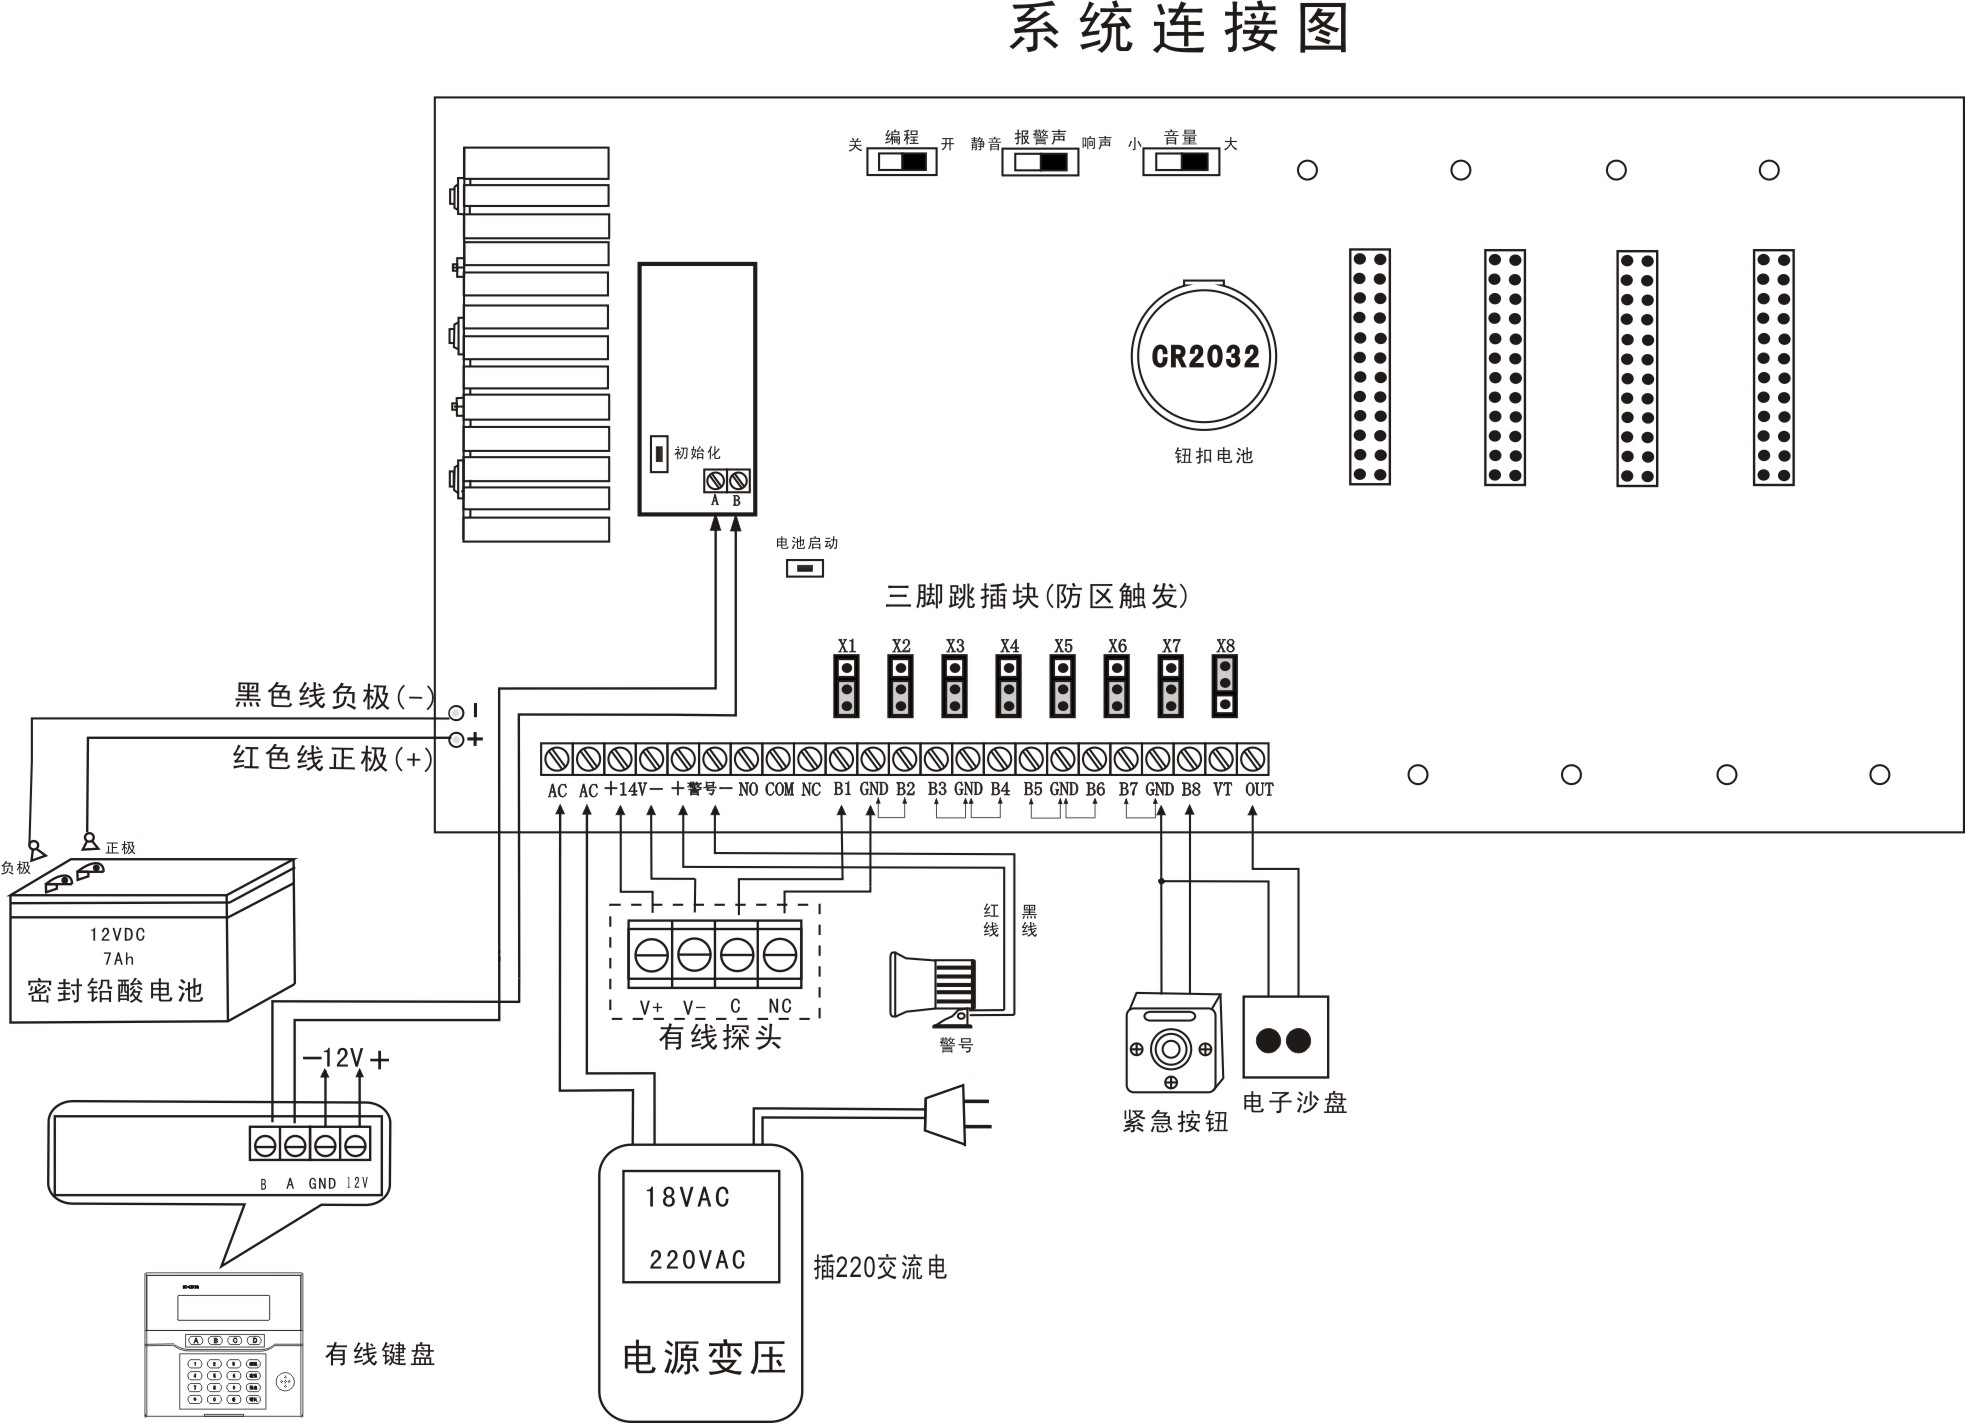 系统连接图
关 编程 开
静音 报警声 响声
小 音量 大
CR2032
钮扣电池
初始化
A B
电池启动
三脚跳插块(防区触发)
X1 X2 X3 X4 X5 X6 X7 X8
黑色线负极(-) -
红色线正极(+) +
AC AC +14V- +警号- NO COM NC B1 GND B2 B3 GND B4 B5 GND B6 B7 GND B8 VT OUT
负极
正极
12VDC
7Ah
密封铅酸电池
V+ V- C NC
有线探头
红线
黑线
警号
紧急按钮
电子沙盘
-12V+
B A GND 12V
A B C D
有线键盘
18VAC
220VAC
电源变压
插220交流电